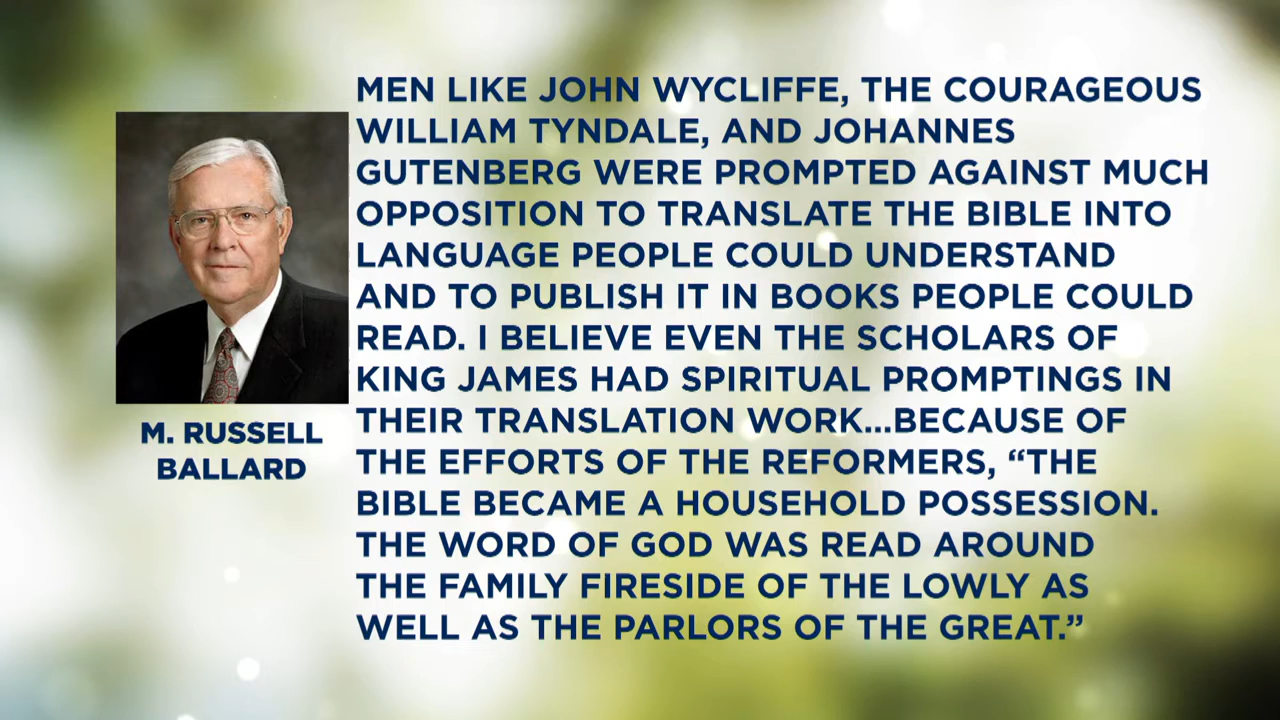 MEN LIKE JOHN WYCLIFFE, THE COURAGEOUS
WILLIAM TYNDALE, AND JOHANNES
GUTENBERG WERE PROMPTED AGAINST MUCH
OPPOSITION TO TRANSLATE THE BIBLE INTO
LANGUAGE PEOPLE COULD UNDERSTAND
AND TO PUBLISH IT IN BOOKS PEOPLE COULD
READ. I BELIEVE EVEN THE SCHOLARS OF
KING JAMES HAD SPIRITUAL PROMPTINGS IN
THEIR TRANSLATION WORK...BECAUSE OF
THE EFFORTS OF THE REFORMERS, “THE
BIBLE BECAME A HOUSEHOLD POSSESSION.
THE WORD OF GOD WAS READ AROUND
THE FAMILY FIRESIDE OF THE LOWLY AS
WELL AS THE PARLORS OF THE GREAT.”
M. RUSSELL
BALLARD